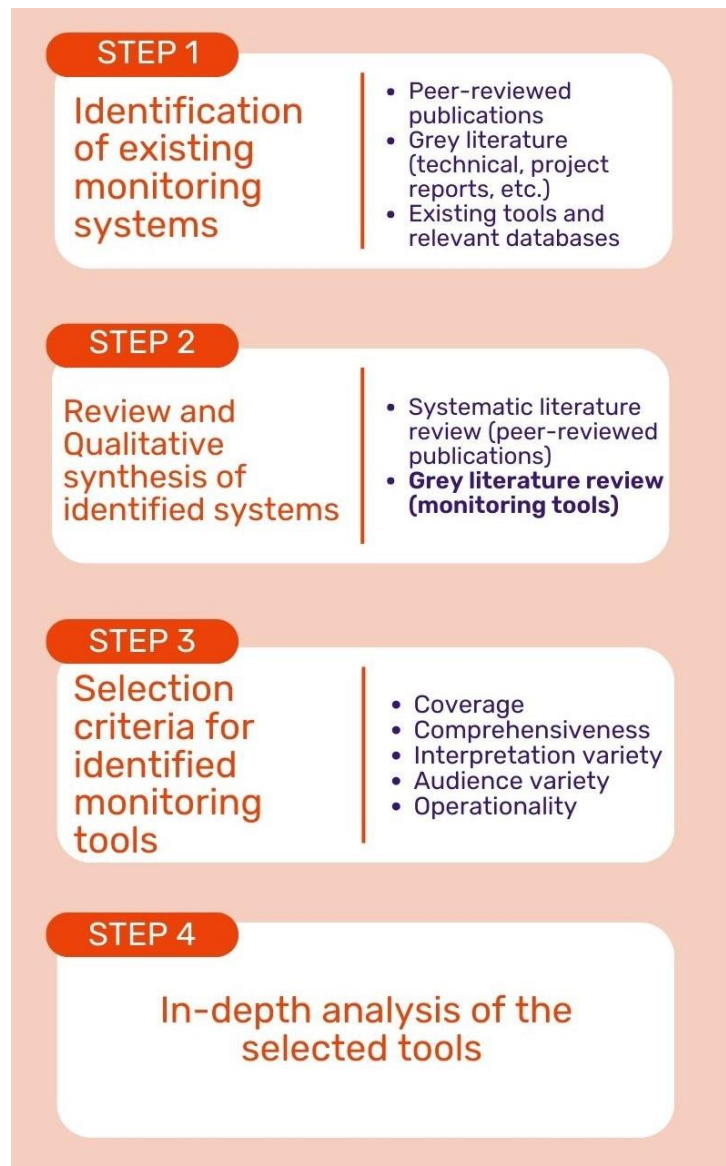 STEP 1
Identification
of existing
monitoring
systems
• Peer-reviewed
publications
• Grey literature
(technical, project
reports, etc.)
• Existing tools and
relevant databases
STEP 2
Review and
Qualitative
synthesis of
identified systems
• Systematic literature
review (peer-reviewed
publications)
• Grey literature review
(monitoring tools)
STEP 3
Selection
criteria for
identified
monitoring
tools
• Coverage
• Comprehensiveness
• Interpretation variety
• Audience variety
• Operationality
STEP 4
In-depth analysis of the
selected tools